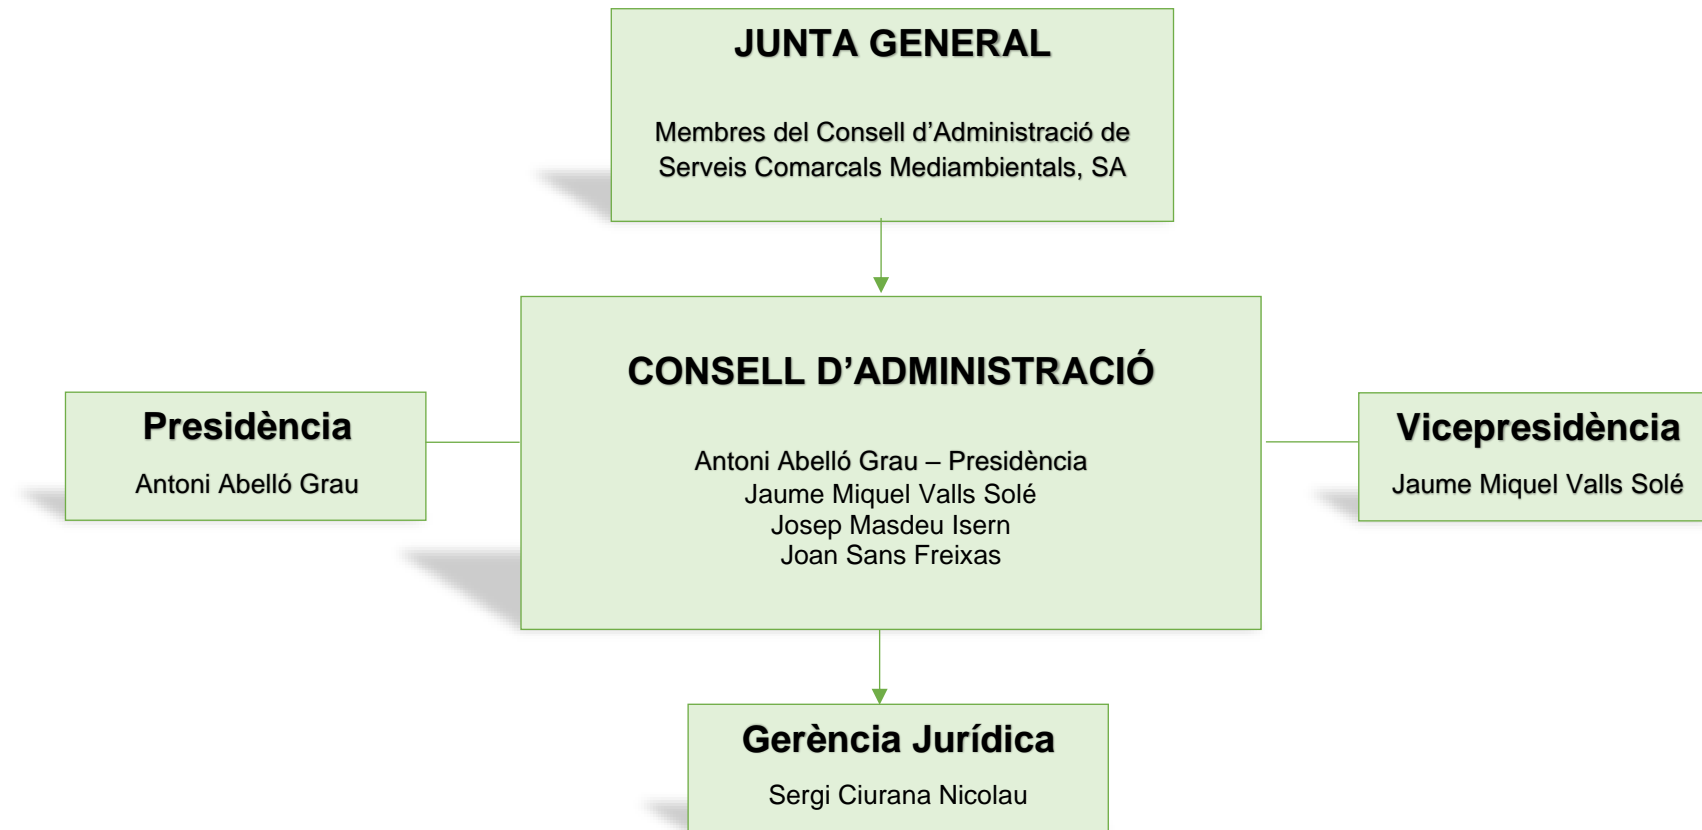 JUNTA GENERAL
Membres del Consell d’Administració de
Serveis Comarcals Mediambientals, SA
CONSELL D’ADMINISTRACIÓ
Antoni Abelló Grau – Presidència
Jaume Miquel Valls Solé
Josep Masdeu Isern
Joan Sans Freixas
Presidència
Antoni Abelló Grau
Vicepresidència
Jaume Miquel Valls Solé
Gerència Jurídica
Sergi Ciurana Nicolau